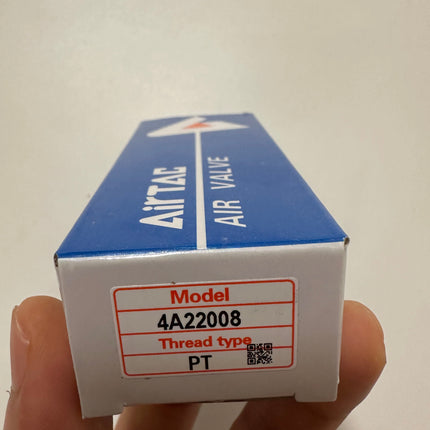 AirTAC
AIR VALVE
Model
4A22008
Thread type
PT